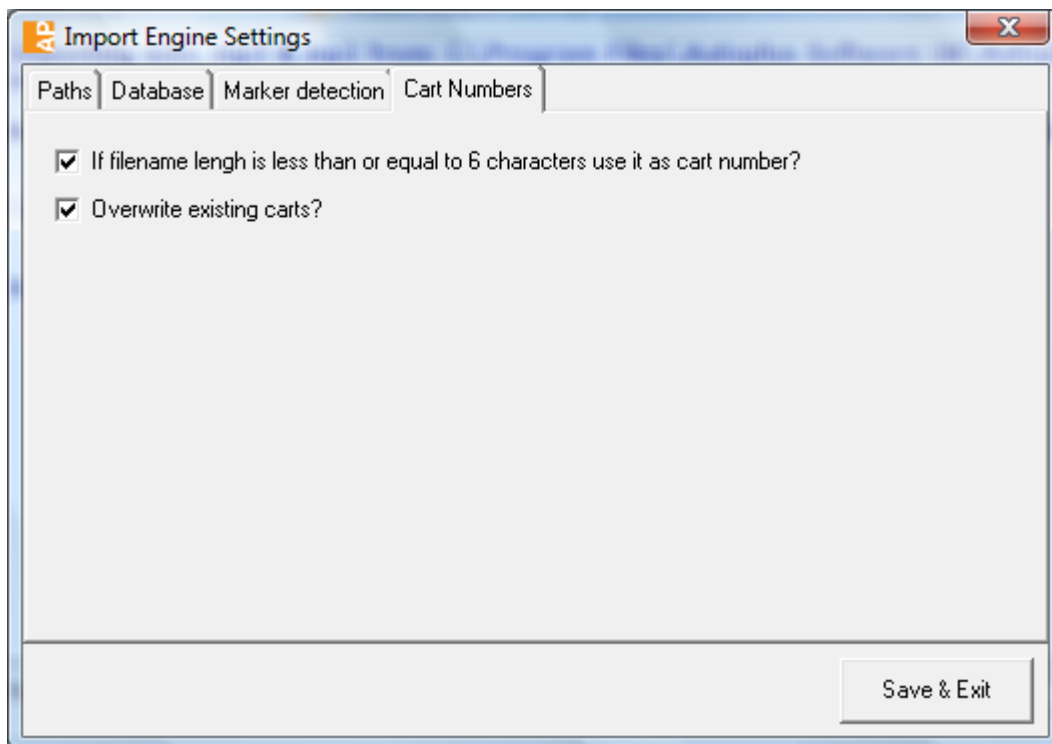 AP
Import Engine Settings
Paths
Database
Marker detection
Cart Numbers
If filename lengh is less than or equal to 6 characters use it as cart number?
Overwrite existing carts?
Save & Exit